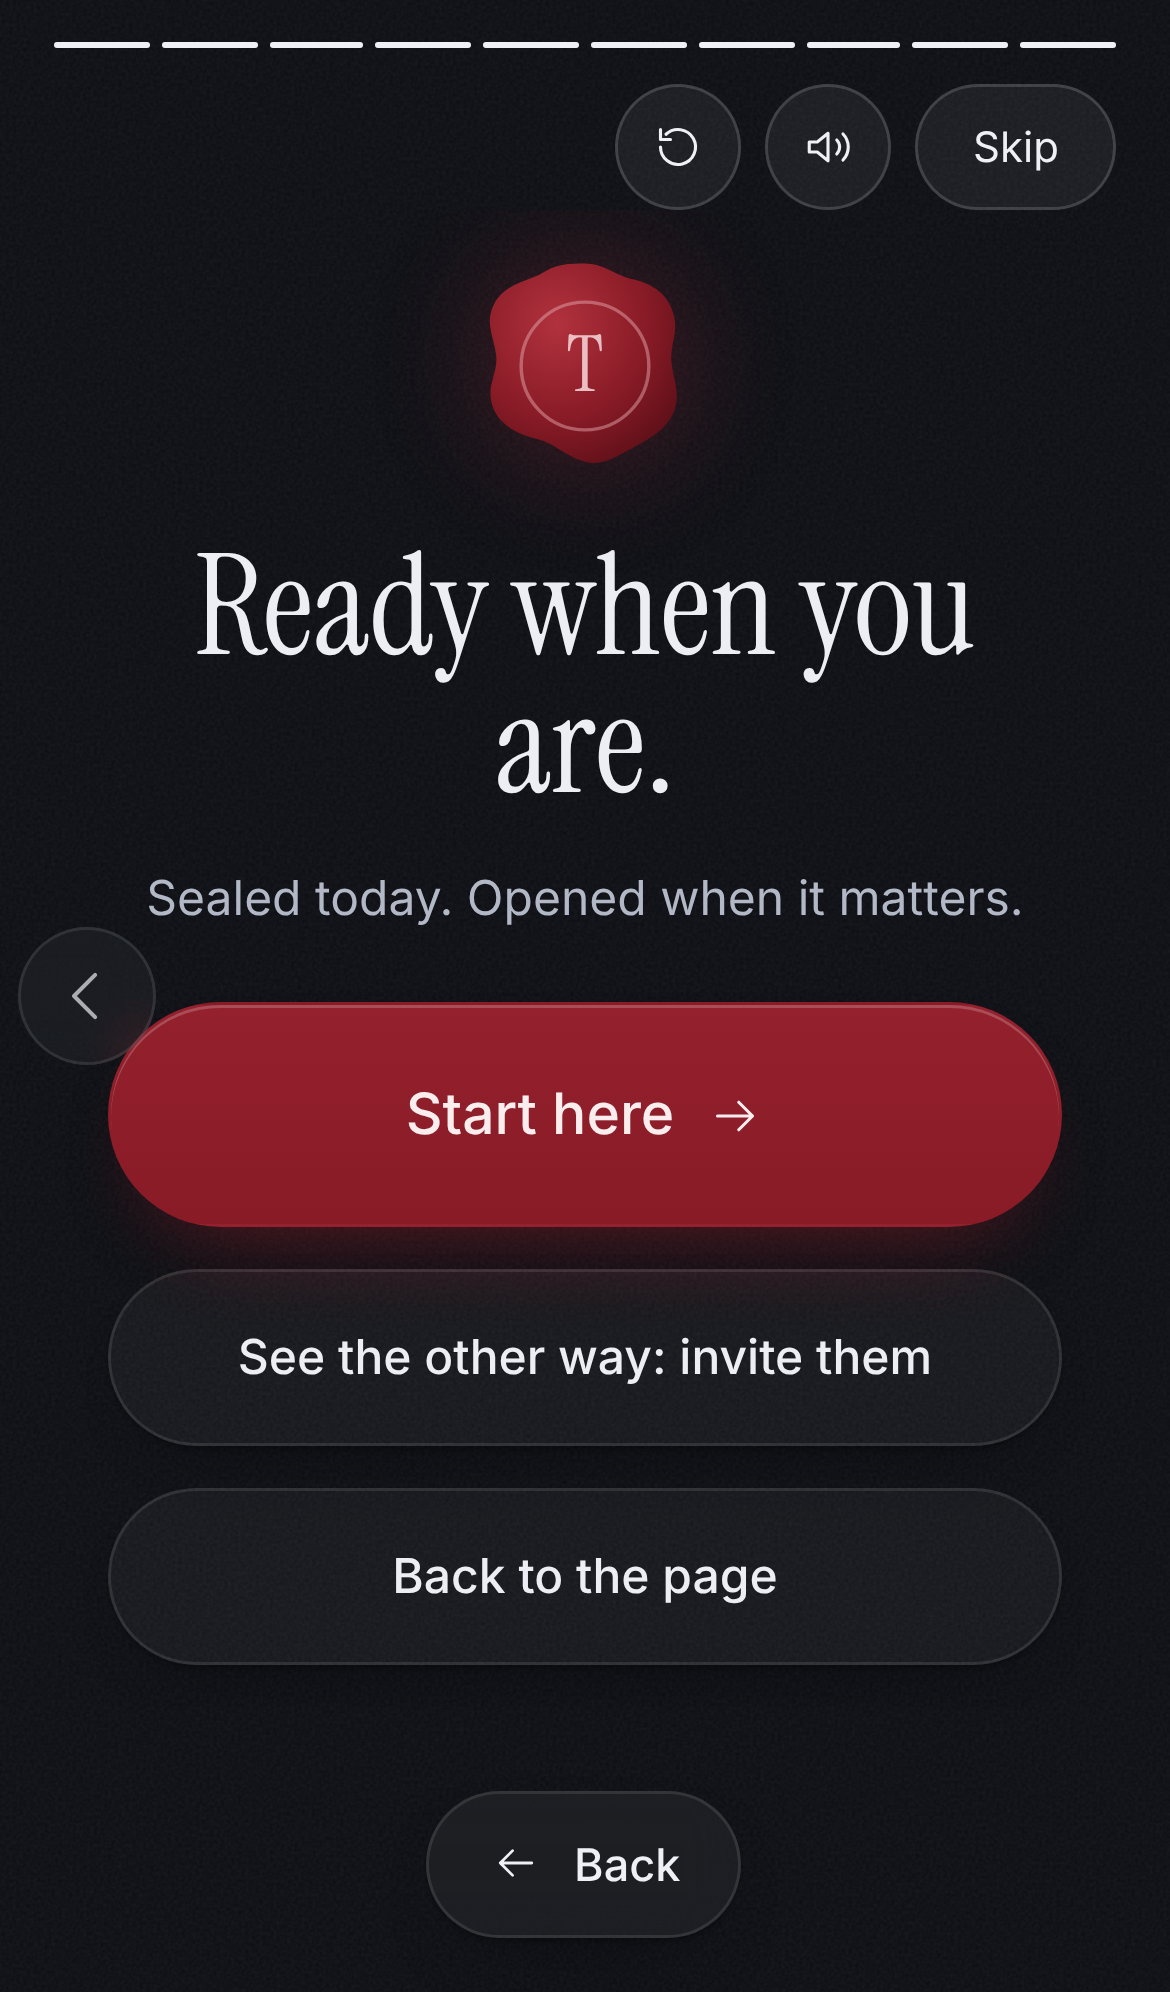 Skip
T
Ready when you
are.
Sealed today. Opened when it matters.
Start here
See the other way: invite them
Back to the page
Back